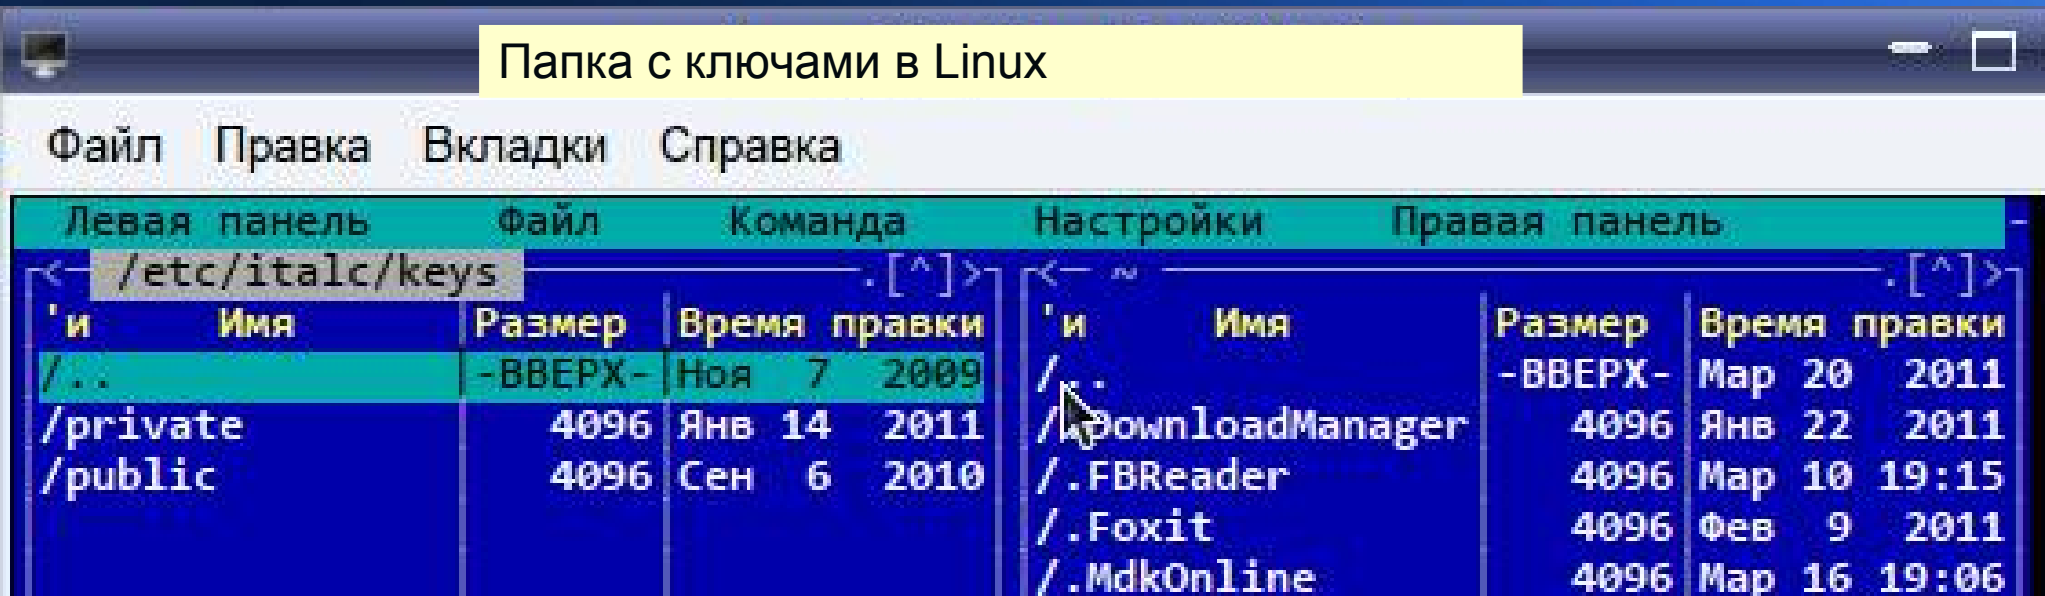 Папка с ключами в Linux
Файл Правка Вкладки Справка
Левая панель Файл Команда Настройки Правая панель
<─ /etc/italc/keys ─.[^]> <─ ~ ─.[^]>
'и Имя Размер Время правки 'и Имя Размер Время правки
/.. -ВВЕРХ- Ноя 7 2009 /.. -ВВЕРХ- Мар 20 2011
/private 4096 Янв 14 2011 /.DownloadManager 4096 Янв 22 2011
/public 4096 Сен 6 2010 /.FBReader 4096 Мар 10 19:15
/.Foxit 4096 Фев 9 2011
/.MdkOnline 4096 Мар 16 19:06